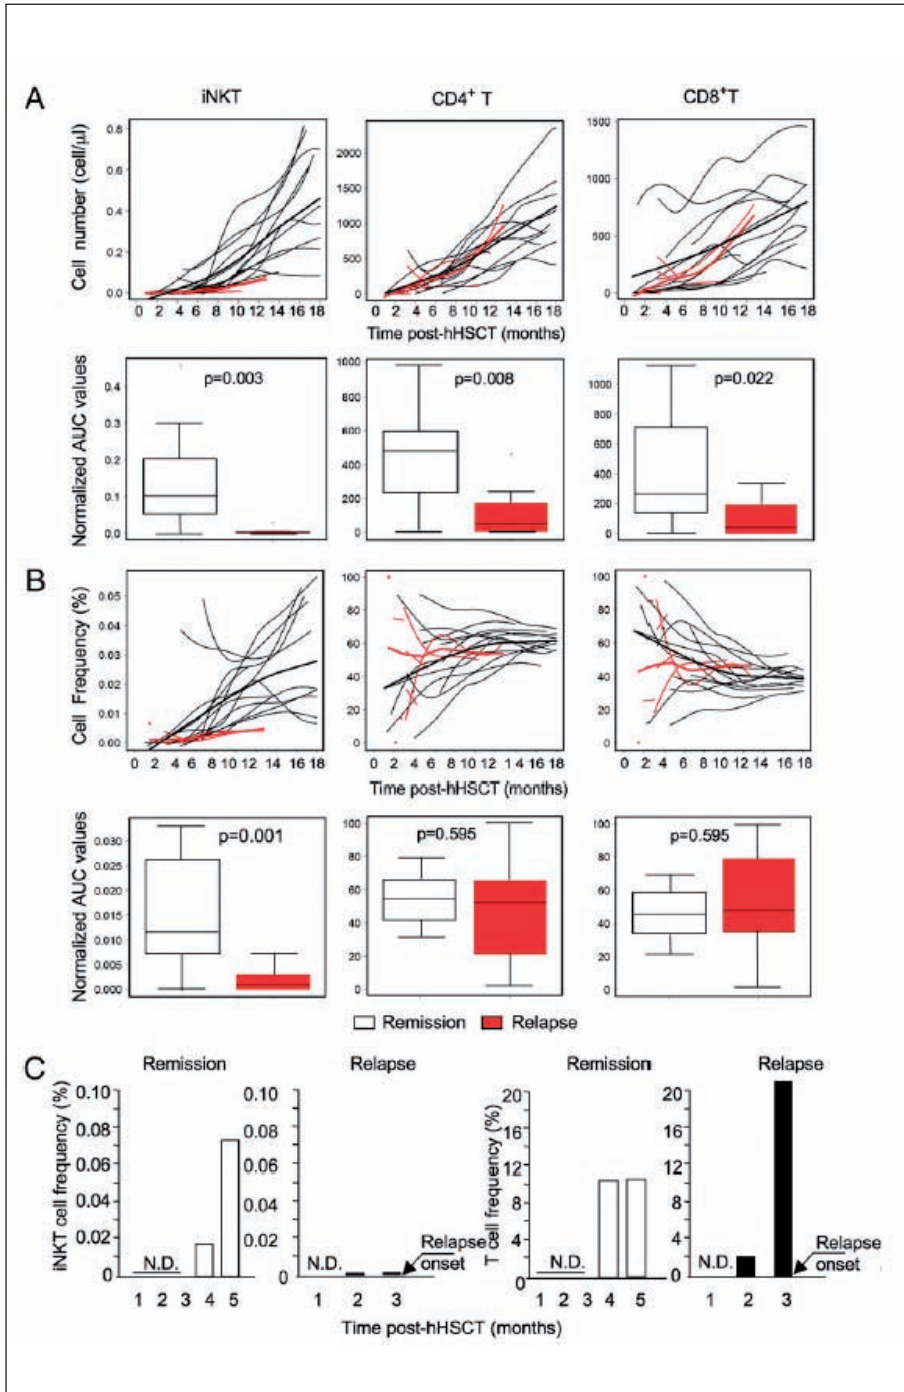 A
iNKT
CD4+ T
CD8+T
Cell number (cell/µl)
0.8
0.6
0.4
0.2
0.0
2000
1500
1000
500
0
1500
1000
500
0
0 2 4 6 8 10 12 14 16 18
0 2 4 6 8 10 12 14 16 18
0 2 4 6 8 10 12 14 16 18
Time post-hHSCT (months)
Normalized AUC values
0.4
0.3
0.2
0.1
0.0
p=0.003
1000
800
600
400
200
0
p=0.008
1000
800
600
400
200
0
p=0.022
B
Cell Frequency (%)
0.05
0.04
0.03
0.02
0.01
0.00
100
80
60
40
20
0
100
80
60
40
20
0
0 2 4 6 8 10 12 14 16 18
0 2 4 6 8 10 12 14 16 18
0 2 4 6 8 10 12 14 16 18
Time post-hHSCT (months)
Normalized AUC values
0.030
0.025
0.020
0.015
0.010
0.005
0.000
p=0.001
100
80
60
40
20
0
p=0.595
100
80
60
40
20
0
p=0.595
Remission Relapse
C
Remission
Relapse
Remission
Relapse
iNKT cell frequency (%)
0.10
0.08
0.06
0.04
0.02
0
N.D.
1 2 3 4 5
0.10
0.08
0.06
0.04
0.02
0
N.D.
Relapse
onset
1 2 3
T cell frequency (%)
20
16
12
8
4
0
N.D.
1 2 3 4 5
20
16
12
8
4
0
N.D.
Relapse
onset
1 2 3
Time post-hHSCT (months)